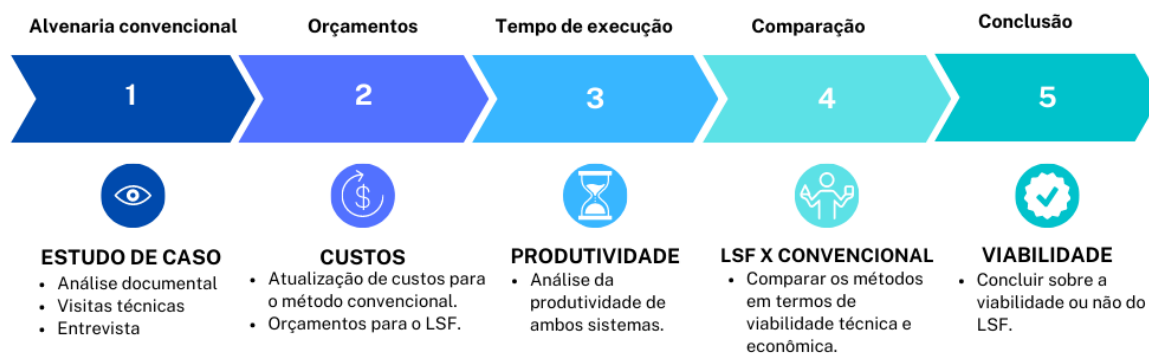 Alvenaria convencional
Orçamentos
Tempo de execução
Comparação
Conclusão
1
2
3
4
5
$
ESTUDO DE CASO
• Análise documental
• Visitas técnicas
• Entrevista
CUSTOS
• Atualização de custos para
o método convencional.
• Orçamentos para o LSF.
PRODUTIVIDADE
• Análise da
produtividade de
ambos sistemas.
LSF X CONVENCIONAL
• Comparar os métodos
em termos de
viabilidade técnica e
econômica.
VIABILIDADE
• Concluir sobre a
viabilidade ou não do
LSF.